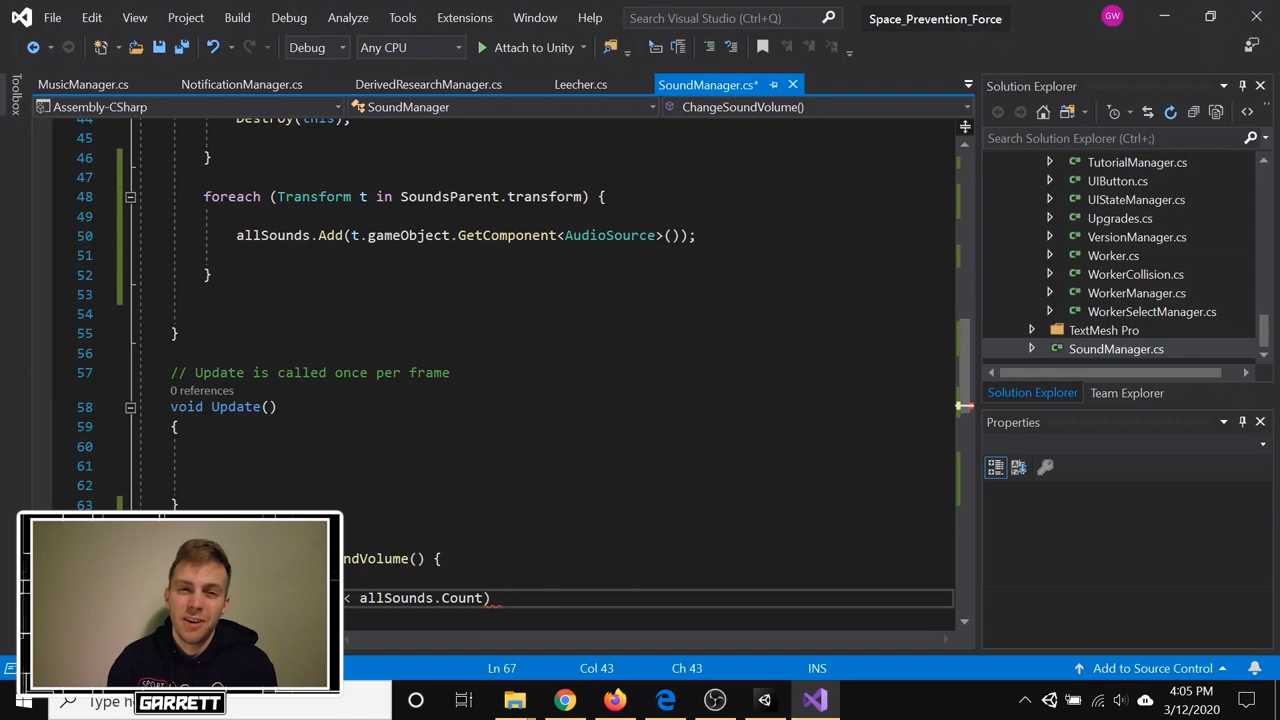 File Edit View Project Build Debug Analyze Tools Extensions Window Help Search Visual Studio (Ctrl+Q) Space_Prevention_Force GW
Debug Any CPU Attach to Unity
Toolbox
MusicManager.cs NotificationManager.cs DerivedResearchManager.cs Leecher.cs SoundManager.cs*
Assembly-CSharp SoundManager ChangeSoundVolume()
44 Destroy(this);
45
46 }
47
48 foreach (Transform t in SoundsParent.transform) {
49
50 allSounds.Add(t.gameObject.GetComponent<AudioSource>());
51
52 }
53
54
55 }
56
57 // Update is called once per frame
0 references
58 void Update()
59 {
60
61
62
63 }
ndVolume() {
< allSounds.Count)
Solution Explorer
Search Solution Explorer (Ctrl+;)
TutorialManager.cs
UIButton.cs
UIStateManager.cs
Upgrades.cs
VersionManager.cs
Worker.cs
WorkerCollision.cs
WorkerManager.cs
WorkerSelectManager.cs
TextMesh Pro
SoundManager.cs
Solution Explorer Team Explorer
Properties
Ln 67 Col 43 Ch 43 INS Add to Source Control
SPORT
GARRETT
Type he
4:05 PM
3/12/2020